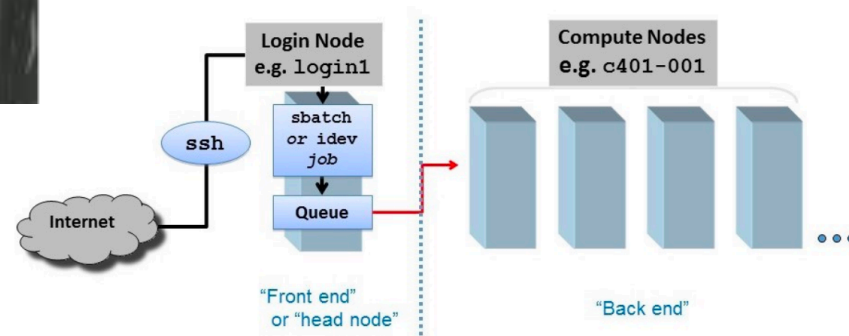 Login Node
e.g. login1
Compute Nodes
e.g. c401-001
ssh
sbatch
or idev
job
Queue
Internet
“Front end”
or “head node”
“Back end”